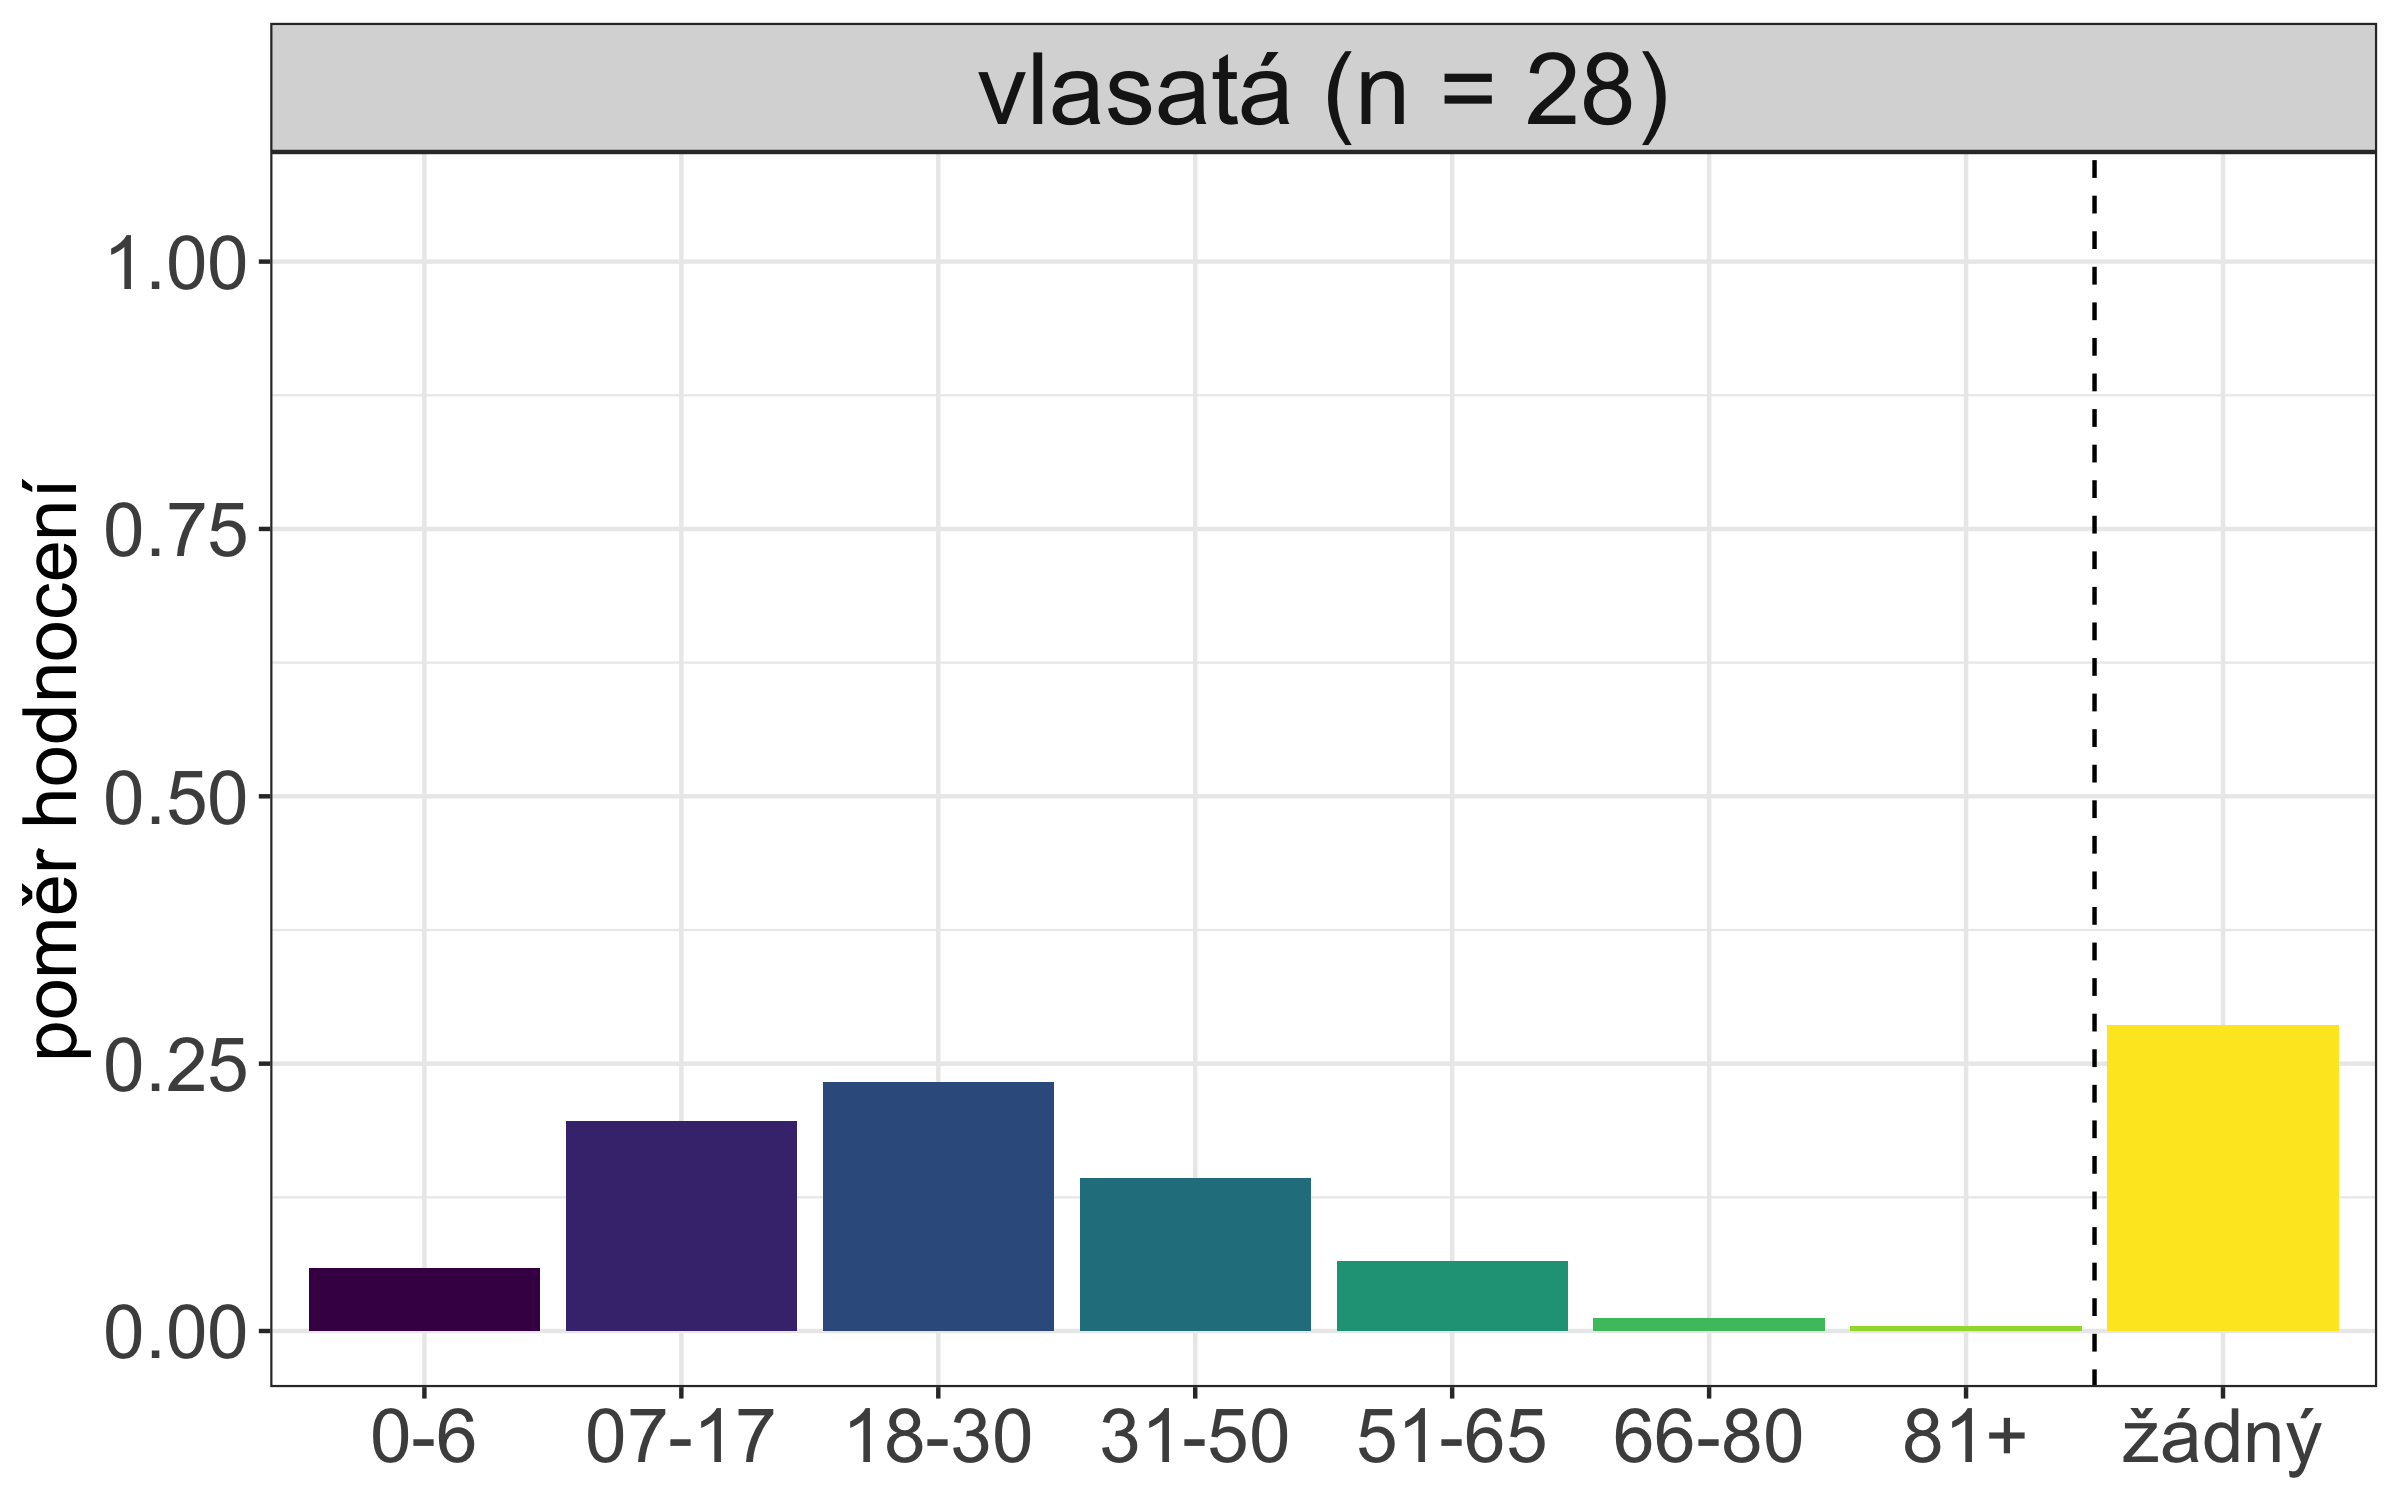 vlasatá (n = 28)
poměr hodnocení
1.00
0.75
0.50
0.25
0.00
0-6 07-17 18-30 31-50 51-65 66-80 81+ žádný